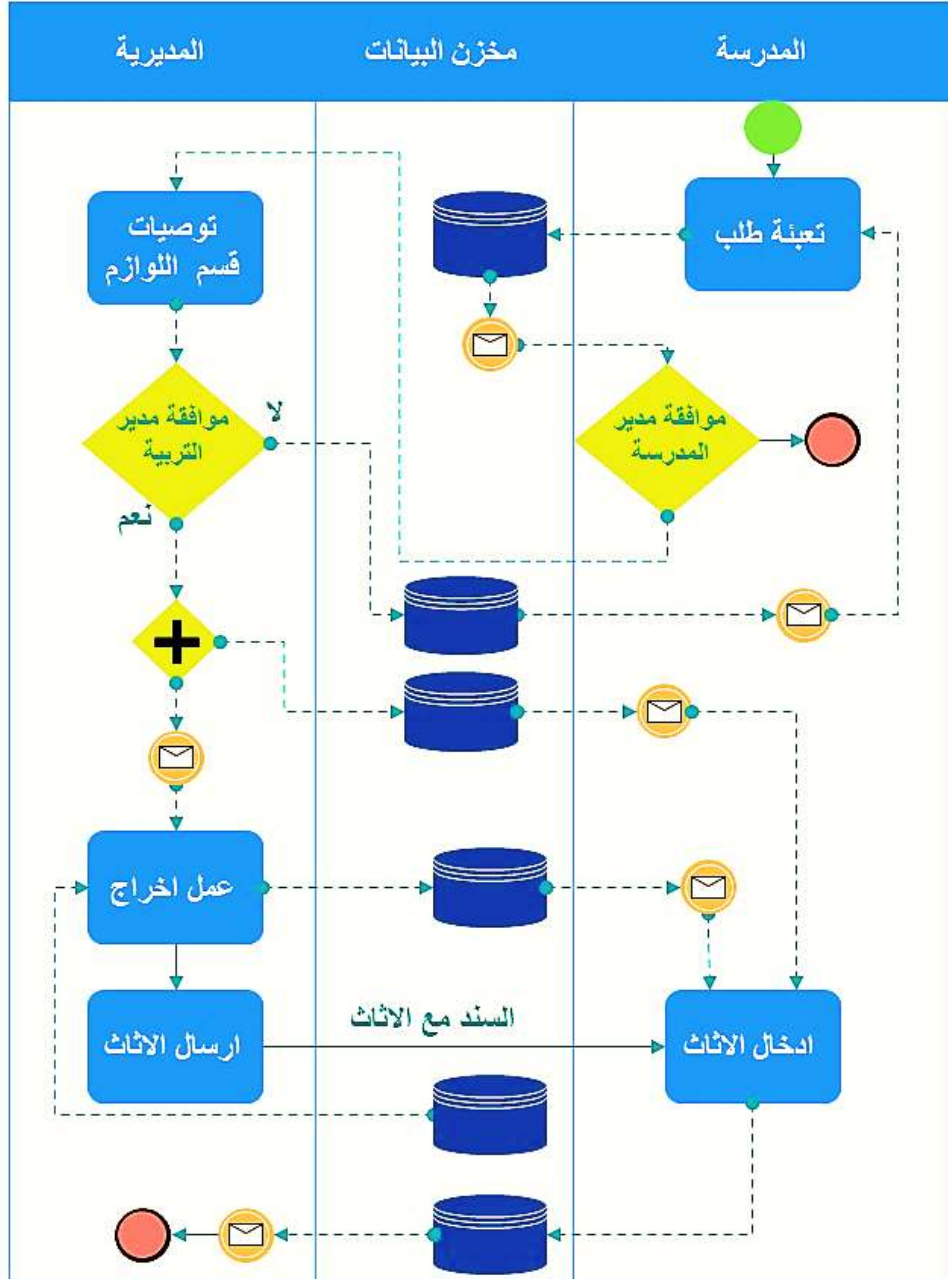 المدرسة
مخزن البيانات
المديرية
تعبئة طلب
توصيات
قسم اللوازم
موافقة مدير
المدرسة
موافقة مدير
التربية
لا
نعم
عمل اخراج
ارسال الاثاث
السند مع الاثاث
ادخال الاثاث